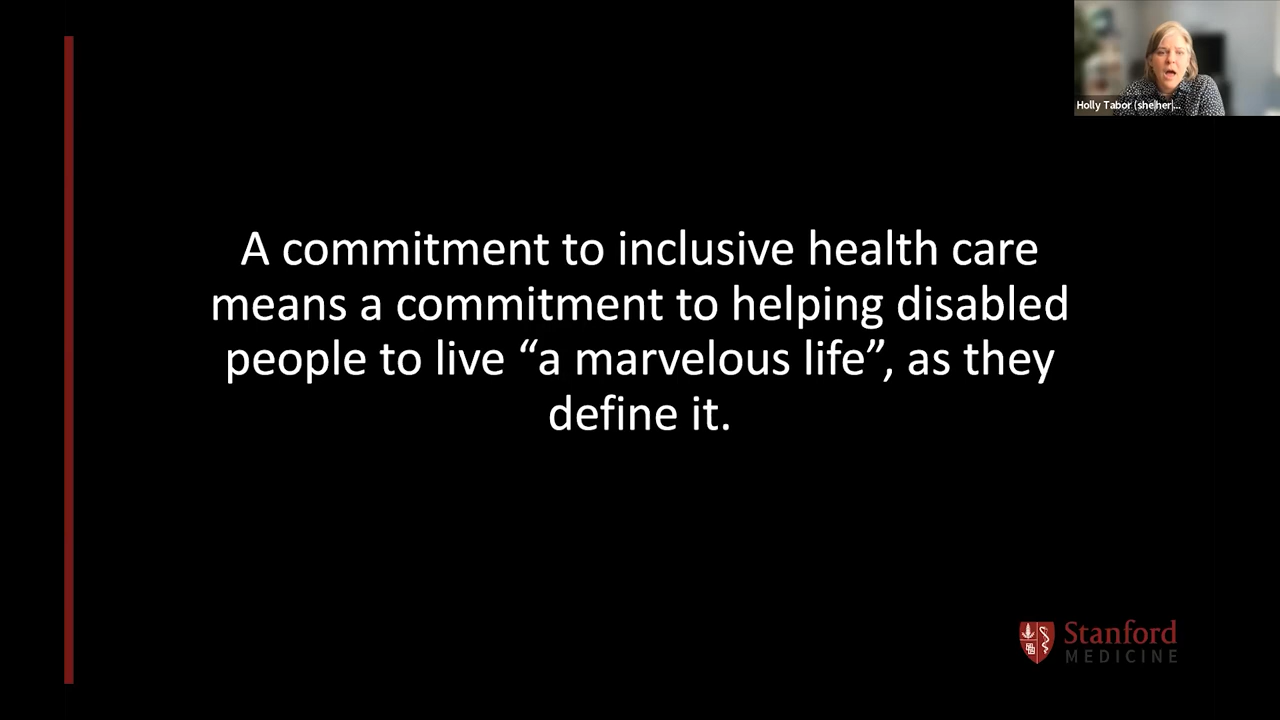 Holly Tabor (she|her)...
A commitment to inclusive health care
means a commitment to helping disabled
people to live “a marvelous life”, as they
define it.
Stanford
MEDICINE